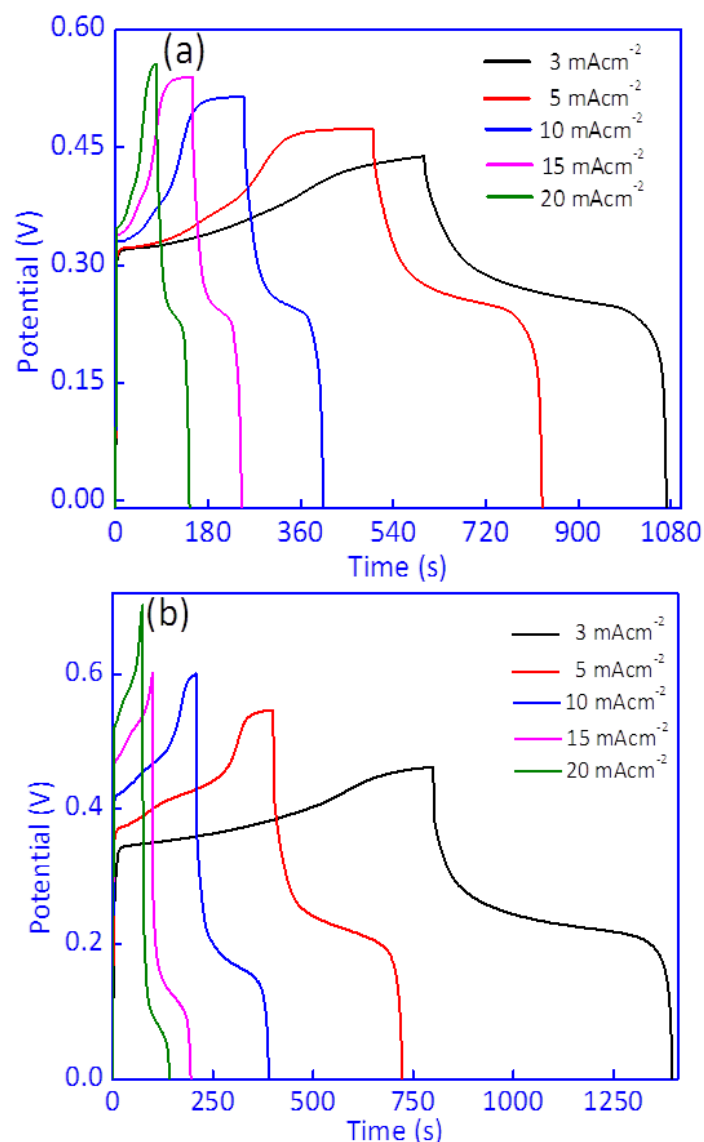 (a)
3 mAcm⁻²
5 mAcm⁻²
10 mAcm⁻²
15 mAcm⁻²
20 mAcm⁻²
Potential (V)
0.60
0.45
0.30
0.15
0.00
0 180 360 540 720 900 1080
Time (s)
(b)
3 mAcm⁻²
5 mAcm⁻²
10 mAcm⁻²
15 mAcm⁻²
20 mAcm⁻²
Potential (V)
0.6
0.4
0.2
0.0
0 250 500 750 1000 1250
Time (s)